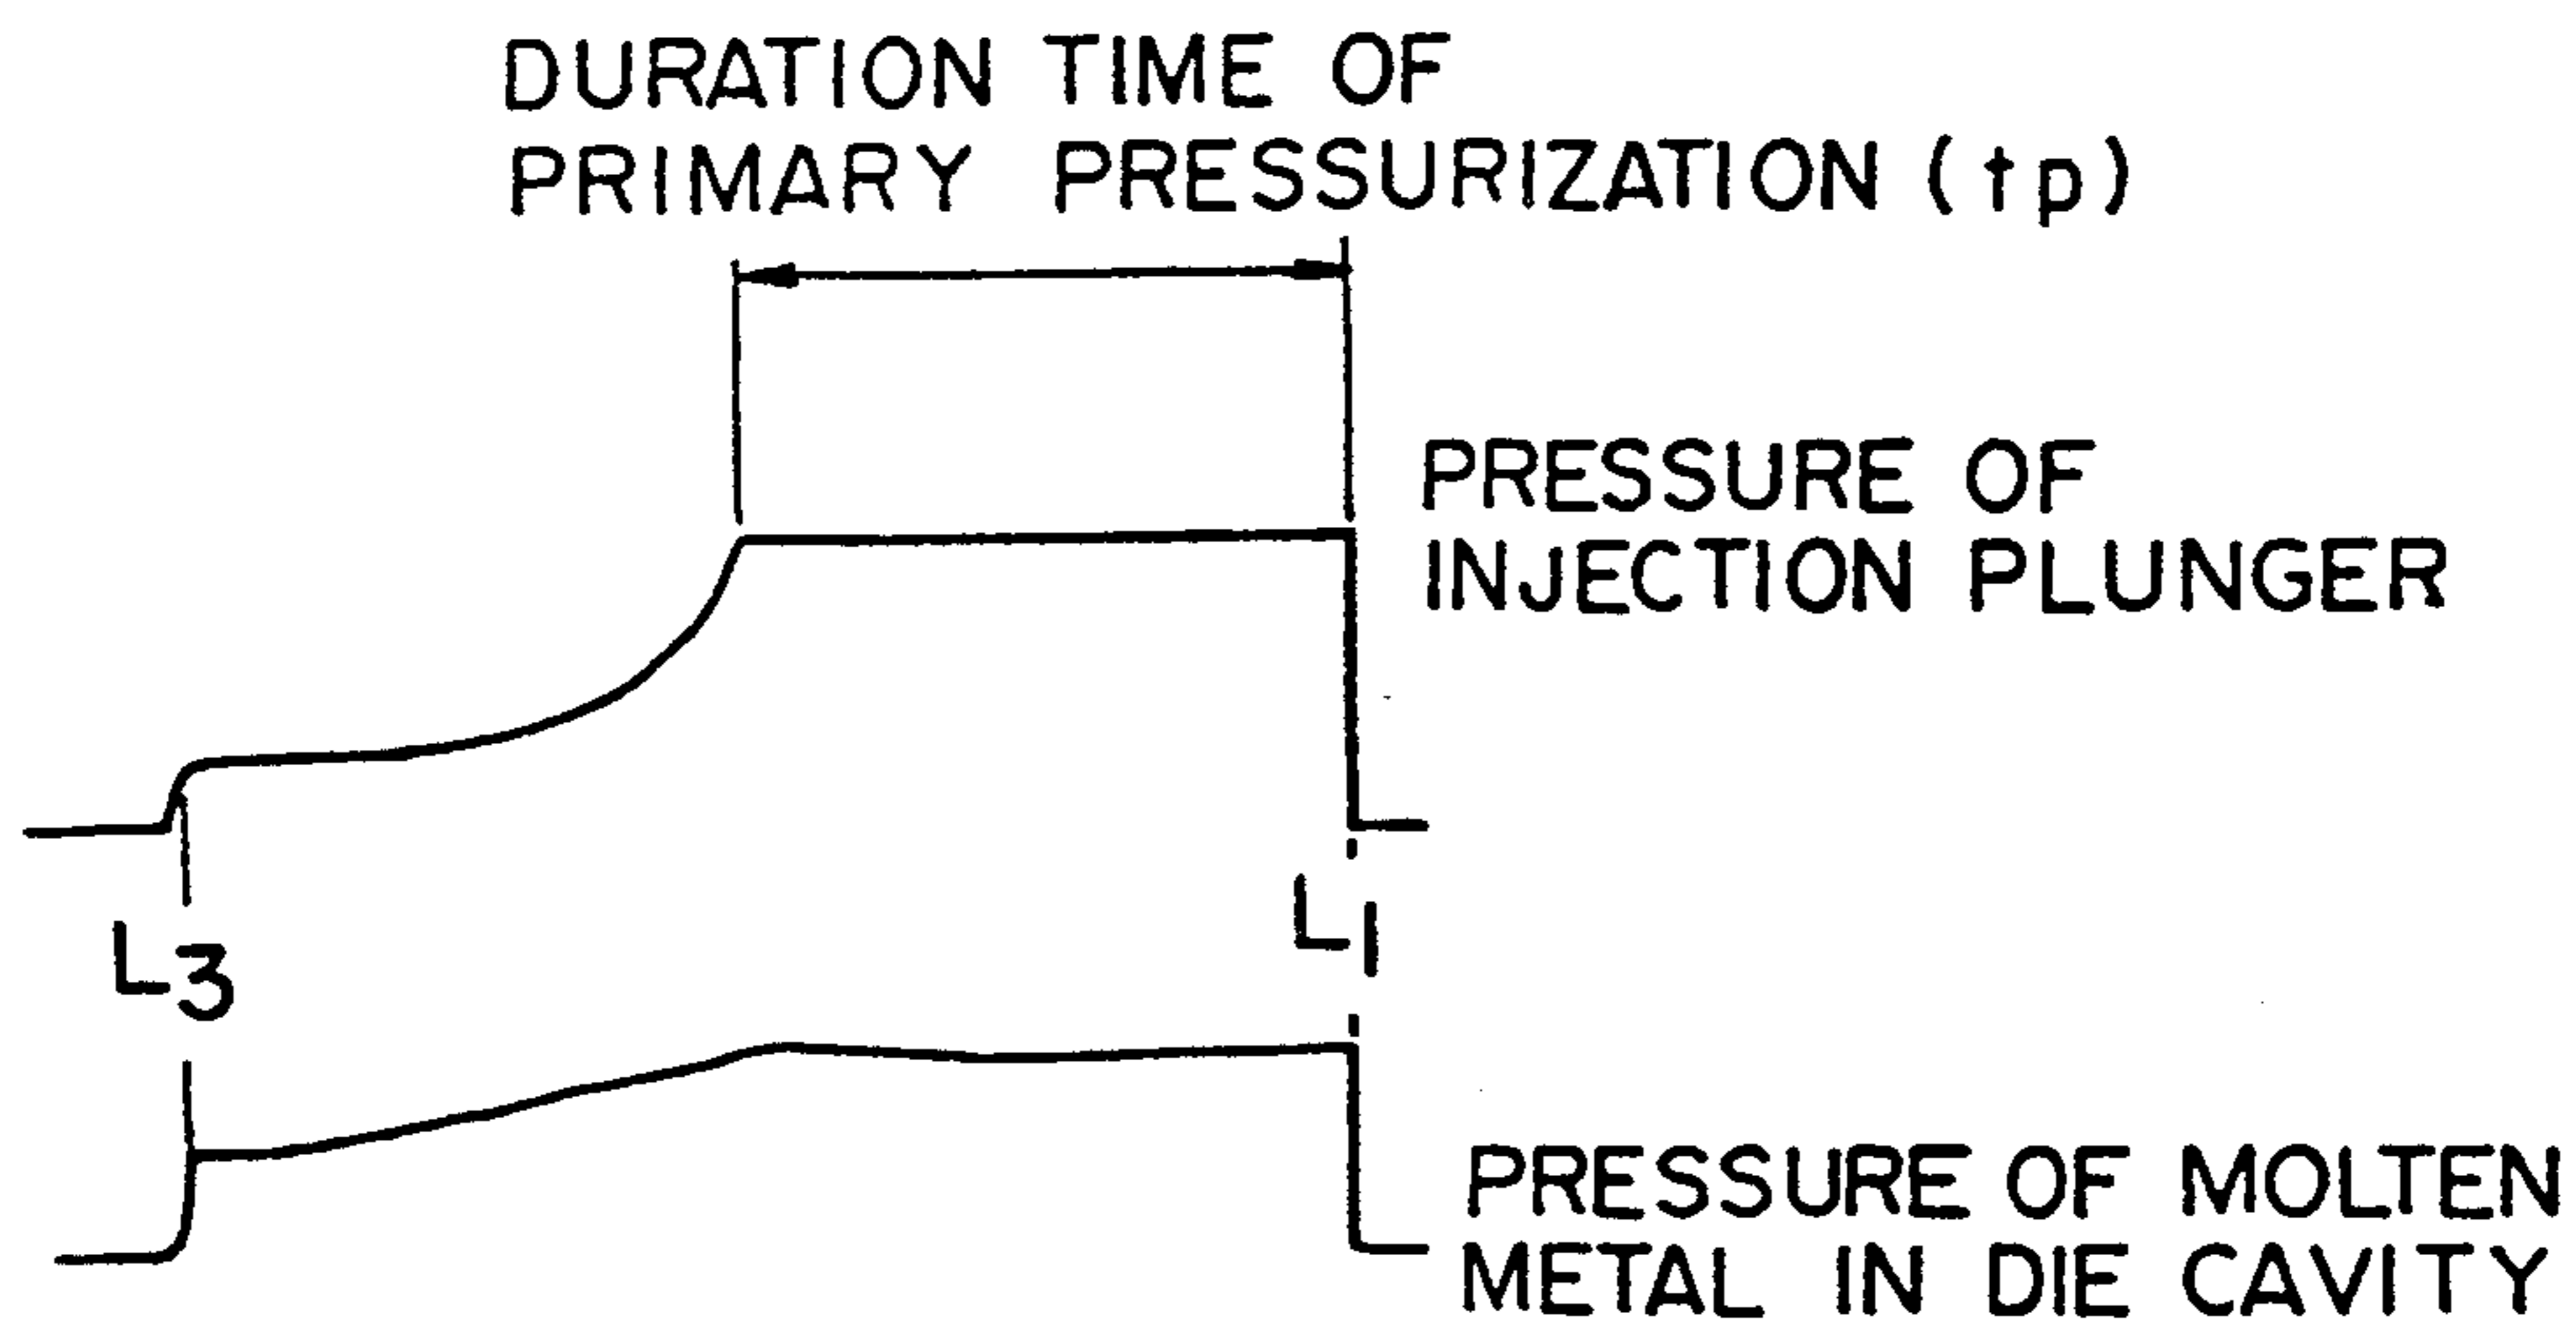 DURATION TIME OF
PRIMARY PRESSURIZATION (tp)
PRESSURE OF
INJECTION PLUNGER
L3
L1
PRESSURE OF MOLTEN
METAL IN DIE CAVITY